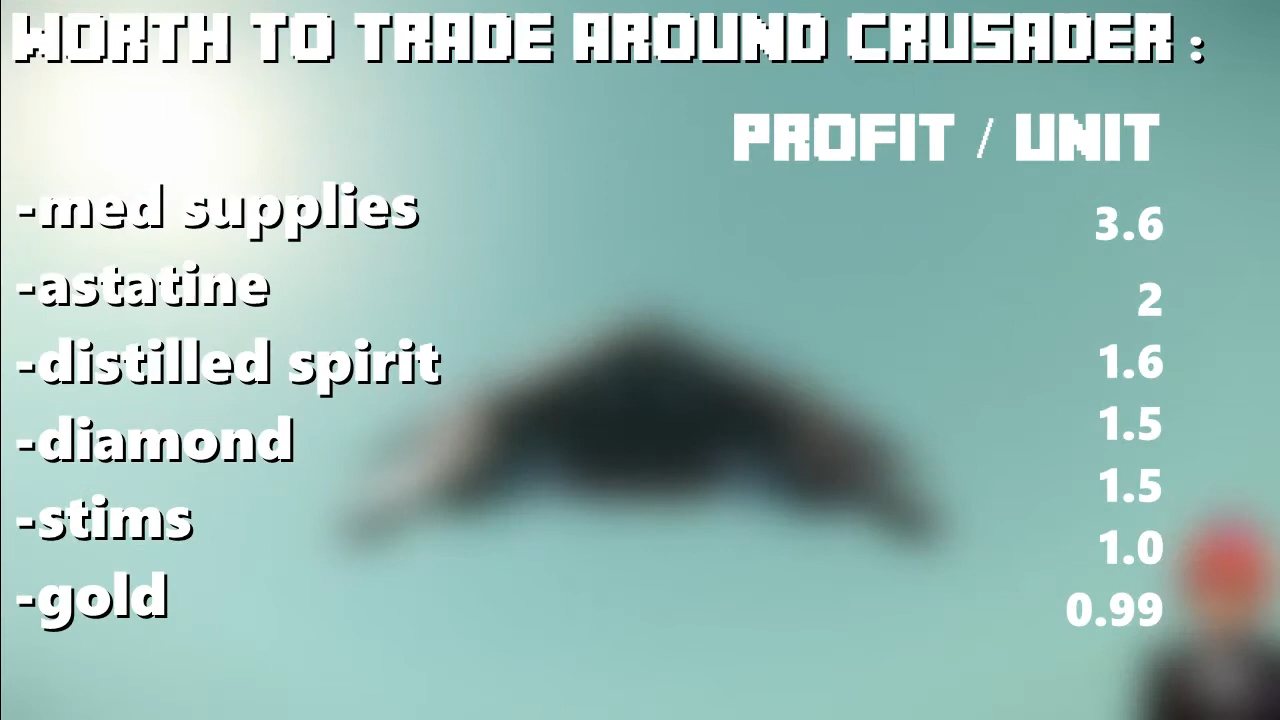 WORTH TO TRADE AROUND CRUSADER :
PROFIT / UNIT
-med supplies
3.6
-astatine
2
-distilled spirit
1.6
-diamond
1.5
-stims
1.5
1.0
-gold
0.99